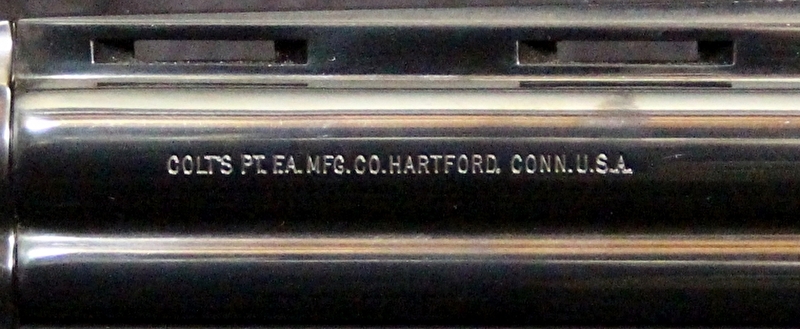 COLT'S PT. F.A. MFG. CO. HARTFORD. CONN. U.S.A.